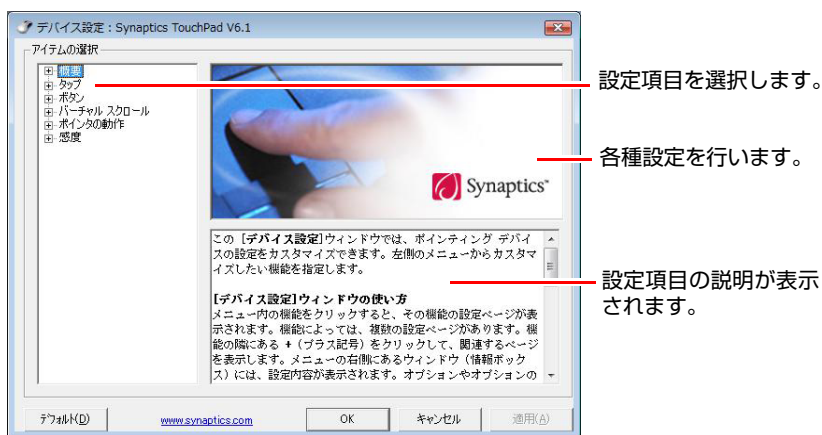 デバイス設定 : Synaptics TouchPad V6.1
アイテムの選択
概要
タップ
ボタン
バーチャル スクロール
ポインタの動作
感度
Synaptics™
この [デバイス設定]ウィンドウでは、ポインティング デバイ
スの設定をカスタマイズできます。左側のメニューからカスタマ
イズしたい機能を指定します。
[デバイス設定]ウィンドウの使い方
メニュー内の機能をクリックすると、その機能の設定ページが表
示されます。機能によっては、複数の設定ページがあります。機
能の隣にある + (プラス記号) をクリックして、関連するページ
を表示します。メニューの右側にあるウィンドウ (情報ボック
ス) には、設定内容が表示されます。オプションやオプションの
デフォルト(D)
www.synaptics.com
OK
キャンセル
適用(A)
設定項目を選択します。
各種設定を行います。
設定項目の説明が表示
されます。